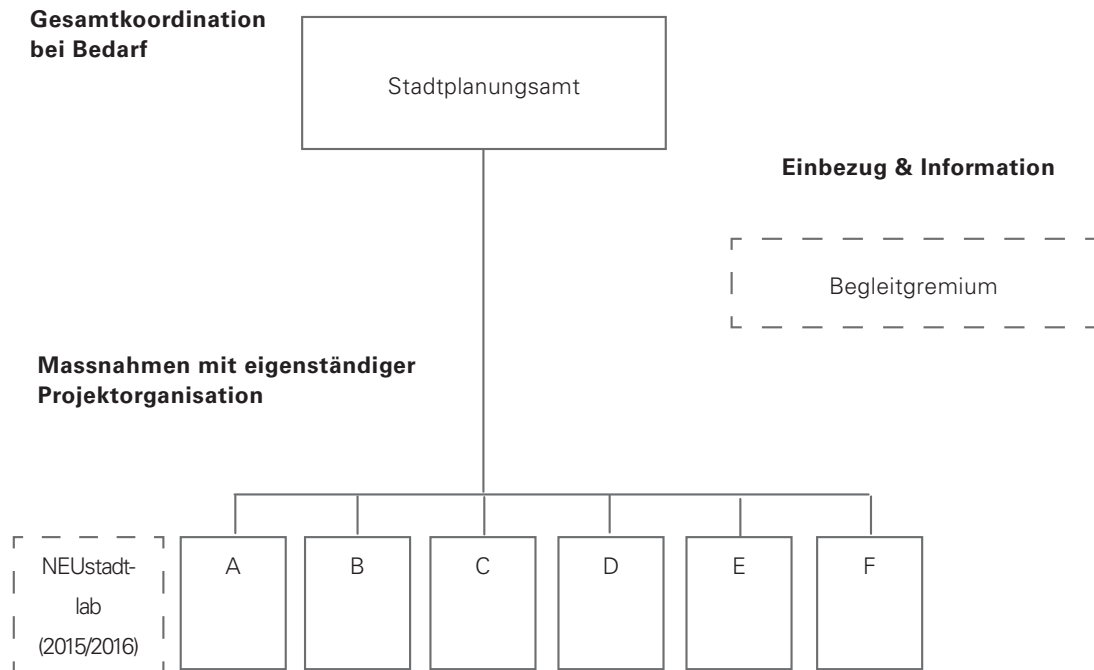 Gesamtkoordination
bei Bedarf
Stadtplanungsamt
Einbezug & Information
Begleitgremium
Massnahmen mit eigenständiger
Projektorganisation
NEUstadt-
lab
(2015/2016)
A
B
C
D
E
F